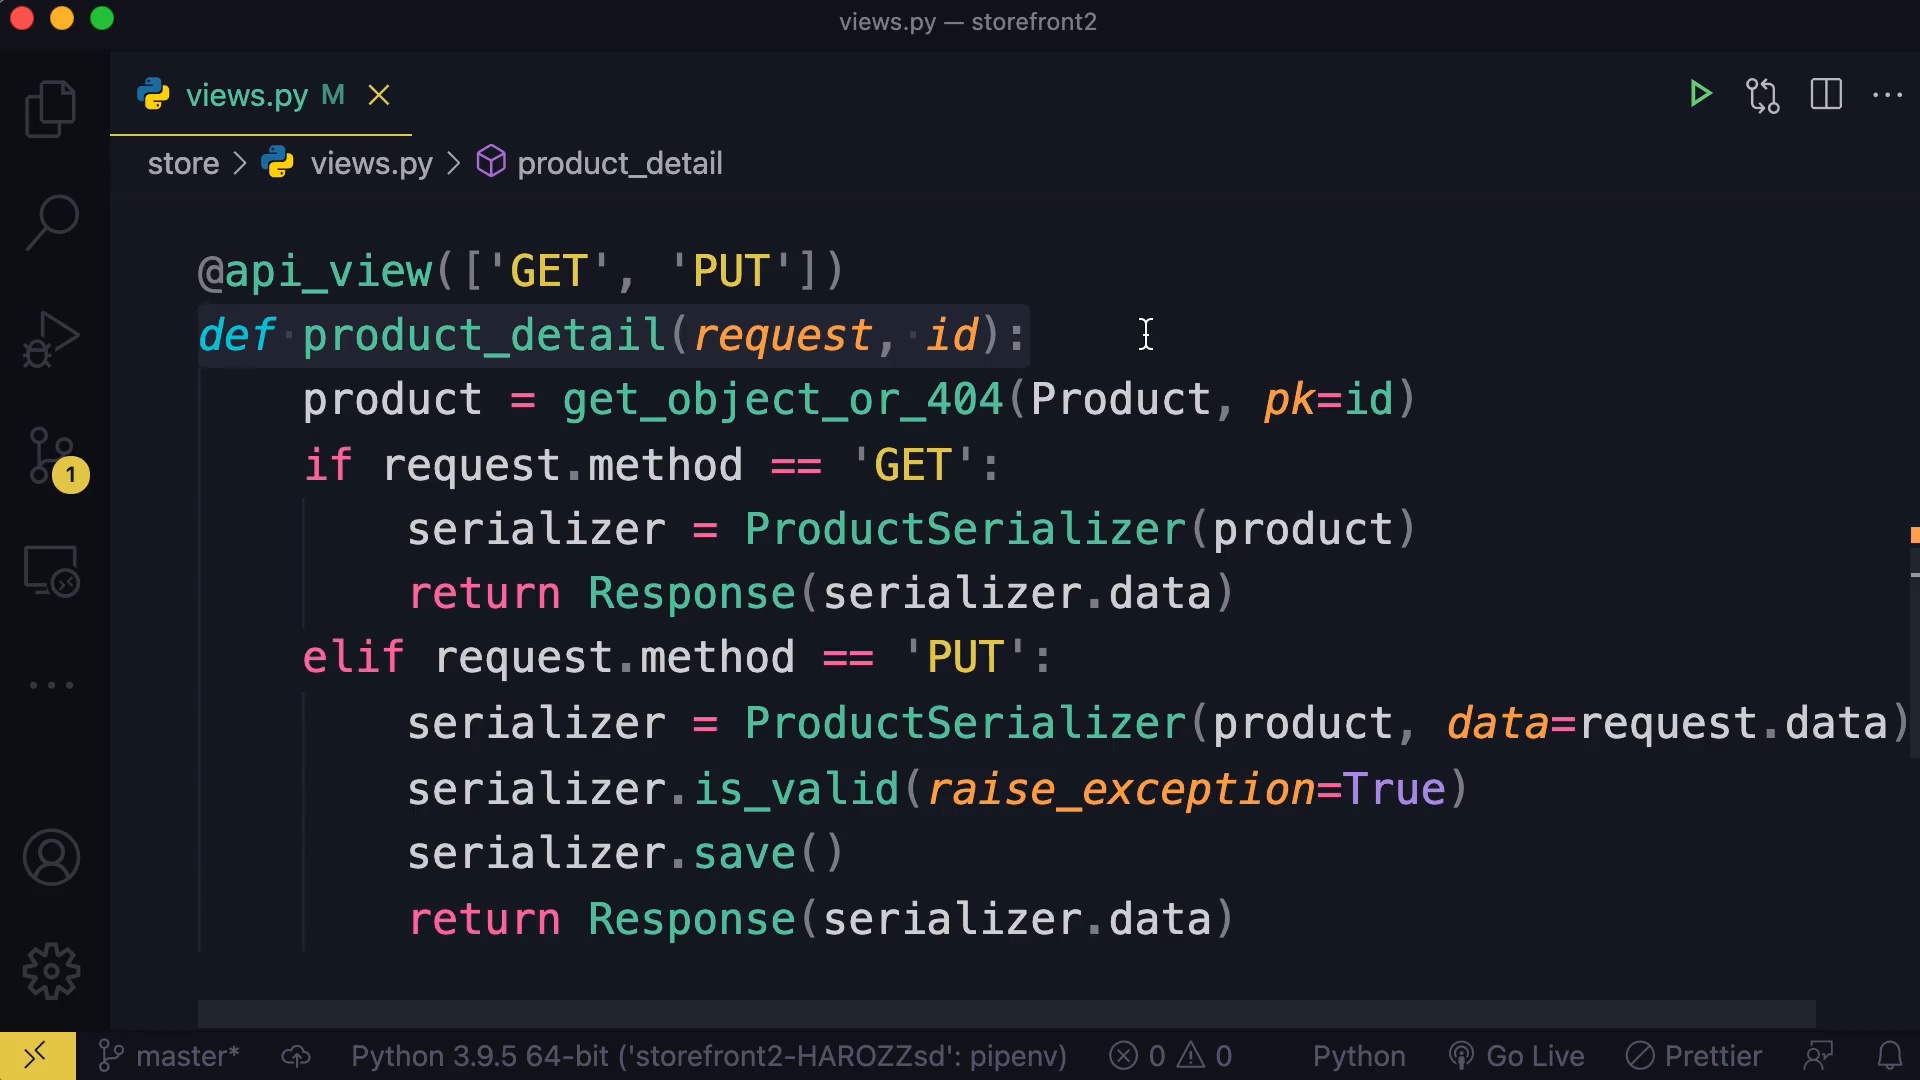 views.py — storefront2
views.py M
store > views.py > product_detail
@api_view(['GET', 'PUT'])
def product_detail(request, id):
    product = get_object_or_404(Product, pk=id)
    if request.method == 'GET':
        serializer = ProductSerializer(product)
        return Response(serializer.data)
    elif request.method == 'PUT':
        serializer = ProductSerializer(product, data=request.data)
        serializer.is_valid(raise_exception=True)
        serializer.save()
        return Response(serializer.data)
1
master* Python 3.9.5 64-bit ('storefront2-HAROZZsd': pipenv) 0 0 Python Go Live Prettier